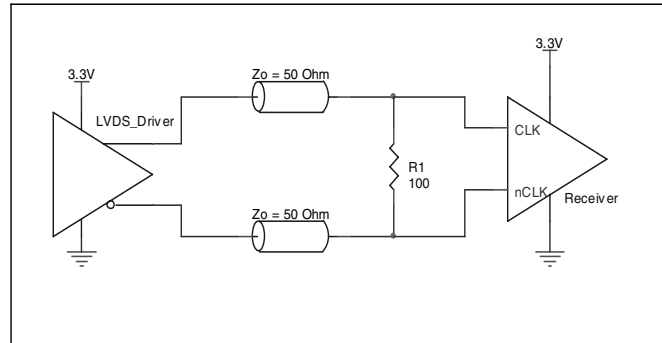 3.3V
LVDS_Driver
Zo = 50 Ohm
Zo = 50 Ohm
R1
100
3.3V
CLK
nCLK
Receiver